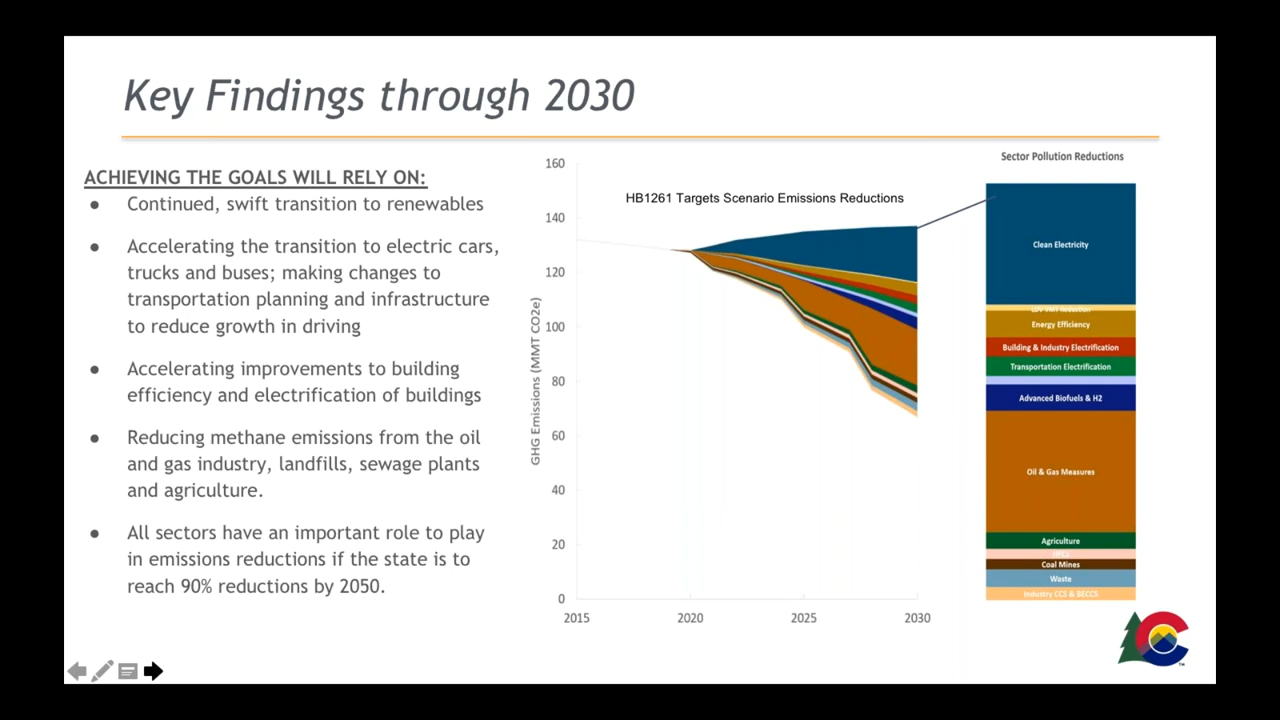 Key Findings through 2030
ACHIEVING THE GOALS WILL RELY ON:
● Continued, swift transition to renewables
● Accelerating the transition to electric cars,
trucks and buses; making changes to
transportation planning and infrastructure
to reduce growth in driving
● Accelerating improvements to building
efficiency and electrification of buildings
● Reducing methane emissions from the oil
and gas industry, landfills, sewage plants
and agriculture.
● All sectors have an important role to play
in emissions reductions if the state is to
reach 90% reductions by 2050.
HB1261 Targets Scenario Emissions Reductions
GHG Emissions (MMT CO2e)
160
140
120
100
80
60
40
20
0
2015
2020
2025
2030
Sector Pollution Reductions
Clean Electricity
LDV VMT Reduction
Energy Efficiency
Building & Industry Electrification
Transportation Electrification
Advanced Biofuels & H2
Oil & Gas Measures
Agriculture
HFCs
Coal Mines
Waste
Industry CCS & BECCS
C
TM